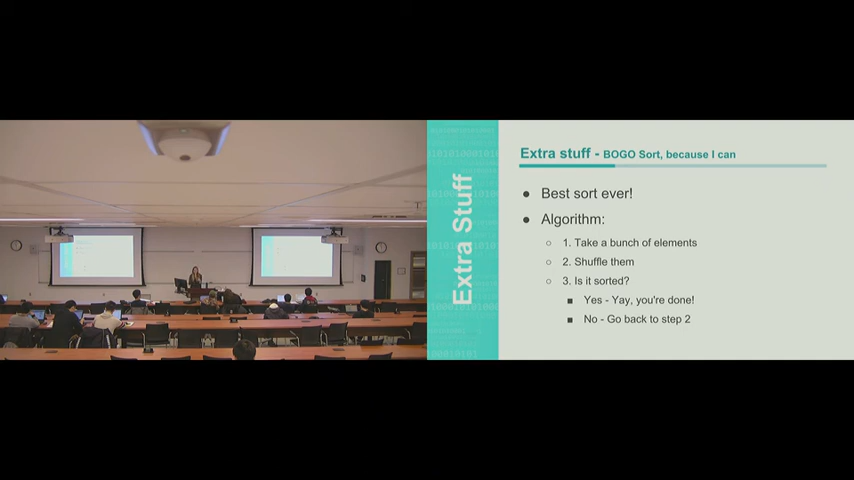 Extra Stuff
Extra stuff - BOGO Sort, because I can
● Best sort ever!
● Algorithm:
○ 1. Take a bunch of elements
○ 2. Shuffle them
○ 3. Is it sorted?
■ Yes - Yay, you're done!
■ No - Go back to step 2